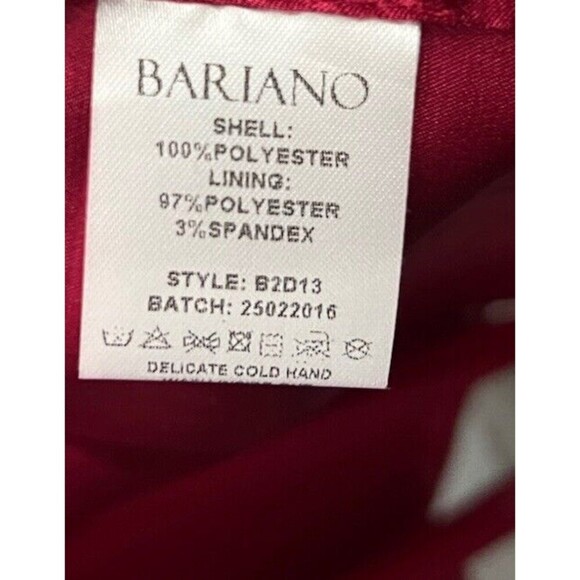 BARIANO
SHELL:
100%POLYESTER
LINING:
97%POLYESTER
3%SPANDEX
STYLE: B2D13
BATCH: 25022016
DELICATE COLD HAND